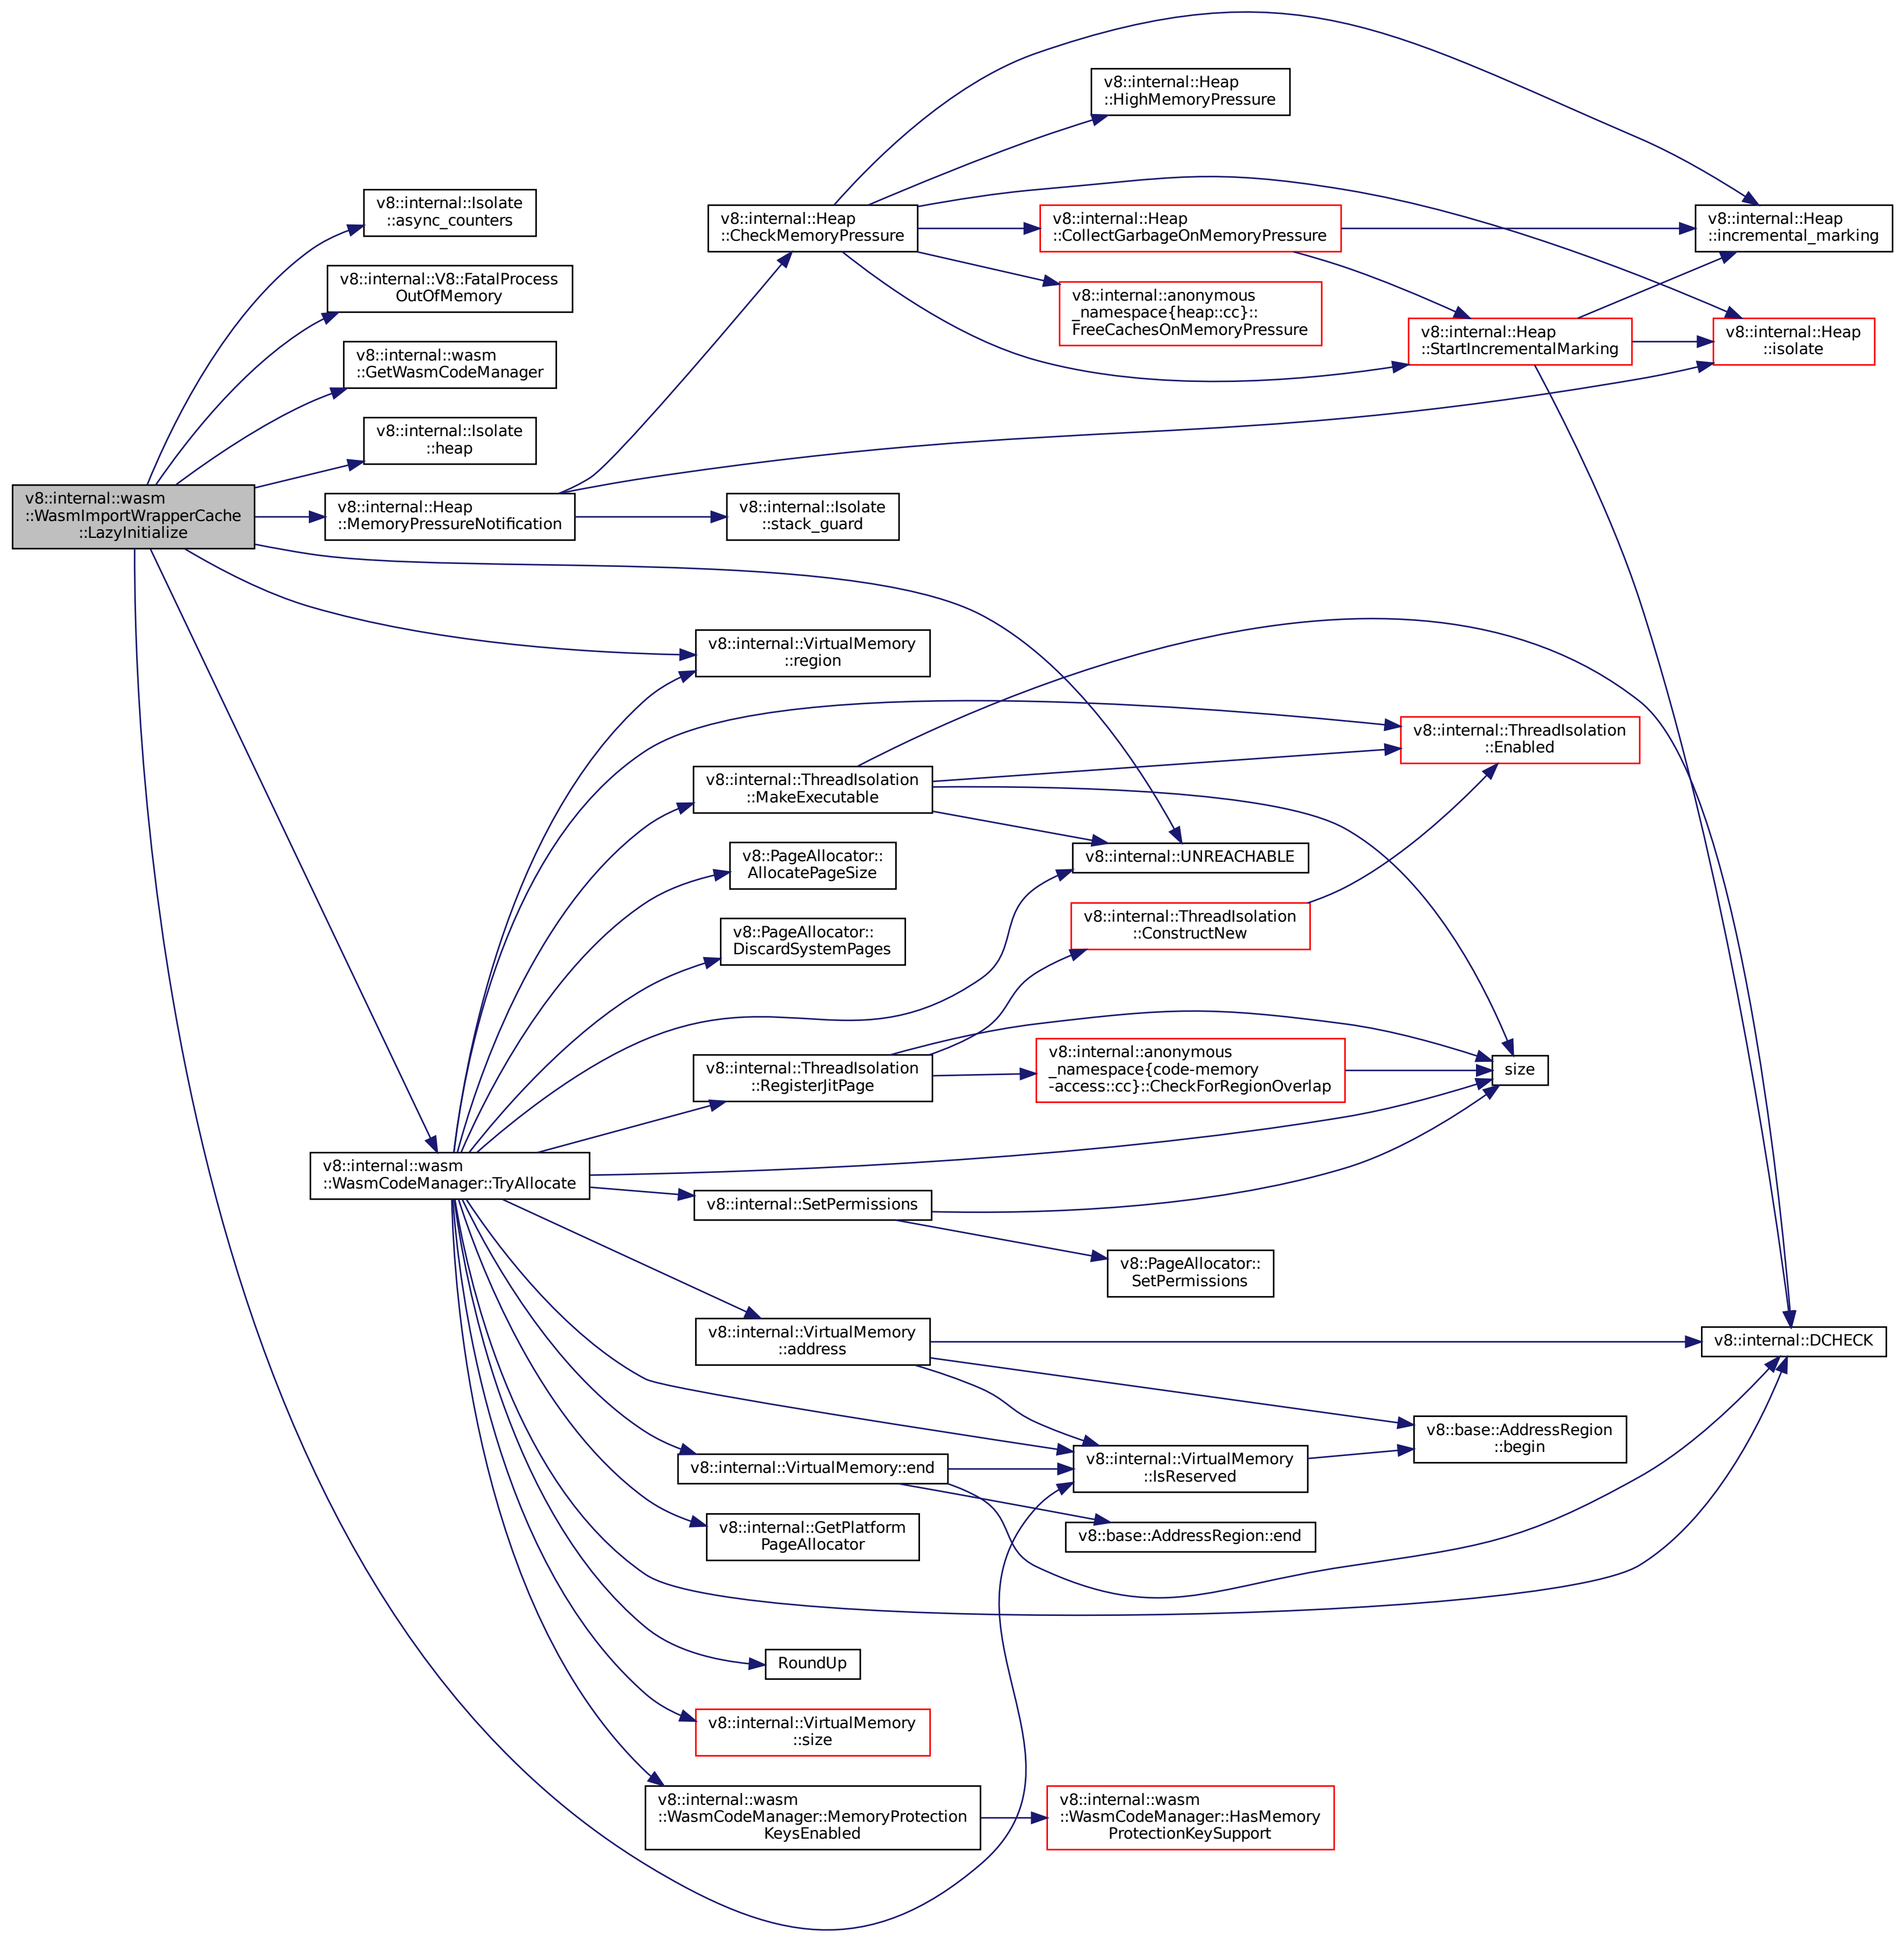 v8::internal::wasm
::WasmImportWrapperCache
::LazyInitialize
v8::internal::Isolate
::async_counters
v8::internal::V8::FatalProcess
OutOfMemory
v8::internal::wasm
::GetWasmCodeManager
v8::internal::Isolate
::heap
v8::internal::Heap
::MemoryPressureNotification
v8::internal::Heap
::CheckMemoryPressure
v8::internal::Isolate
::stack_guard
v8::internal::Heap
::HighMemoryPressure
v8::internal::Heap
::CollectGarbageOnMemoryPressure
v8::internal::anonymous
_namespace{heap::cc}::
FreeCachesOnMemoryPressure
v8::internal::Heap
::StartIncrementalMarking
v8::internal::Heap
::incremental_marking
v8::internal::Heap
::isolate
v8::internal::VirtualMemory
::region
v8::internal::ThreadIsolation
::Enabled
v8::internal::ThreadIsolation
::MakeExecutable
v8::internal::UNREACHABLE
v8::PageAllocator::
AllocatePageSize
v8::PageAllocator::
DiscardSystemPages
v8::internal::ThreadIsolation
::ConstructNew
v8::internal::ThreadIsolation
::RegisterJitPage
v8::internal::anonymous
_namespace{code-memory
-access::cc}::CheckForRegionOverlap
size
v8::internal::wasm
::WasmCodeManager::TryAllocate
v8::internal::SetPermissions
v8::PageAllocator::
SetPermissions
v8::internal::VirtualMemory
::address
v8::internal::DCHECK
v8::base::AddressRegion
::begin
v8::internal::VirtualMemory::end
v8::internal::VirtualMemory
::IsReserved
v8::base::AddressRegion::end
v8::internal::GetPlatform
PageAllocator
RoundUp
v8::internal::VirtualMemory
::size
v8::internal::wasm
::WasmCodeManager::MemoryProtection
KeysEnabled
v8::internal::wasm
::WasmCodeManager::HasMemory
ProtectionKeySupport